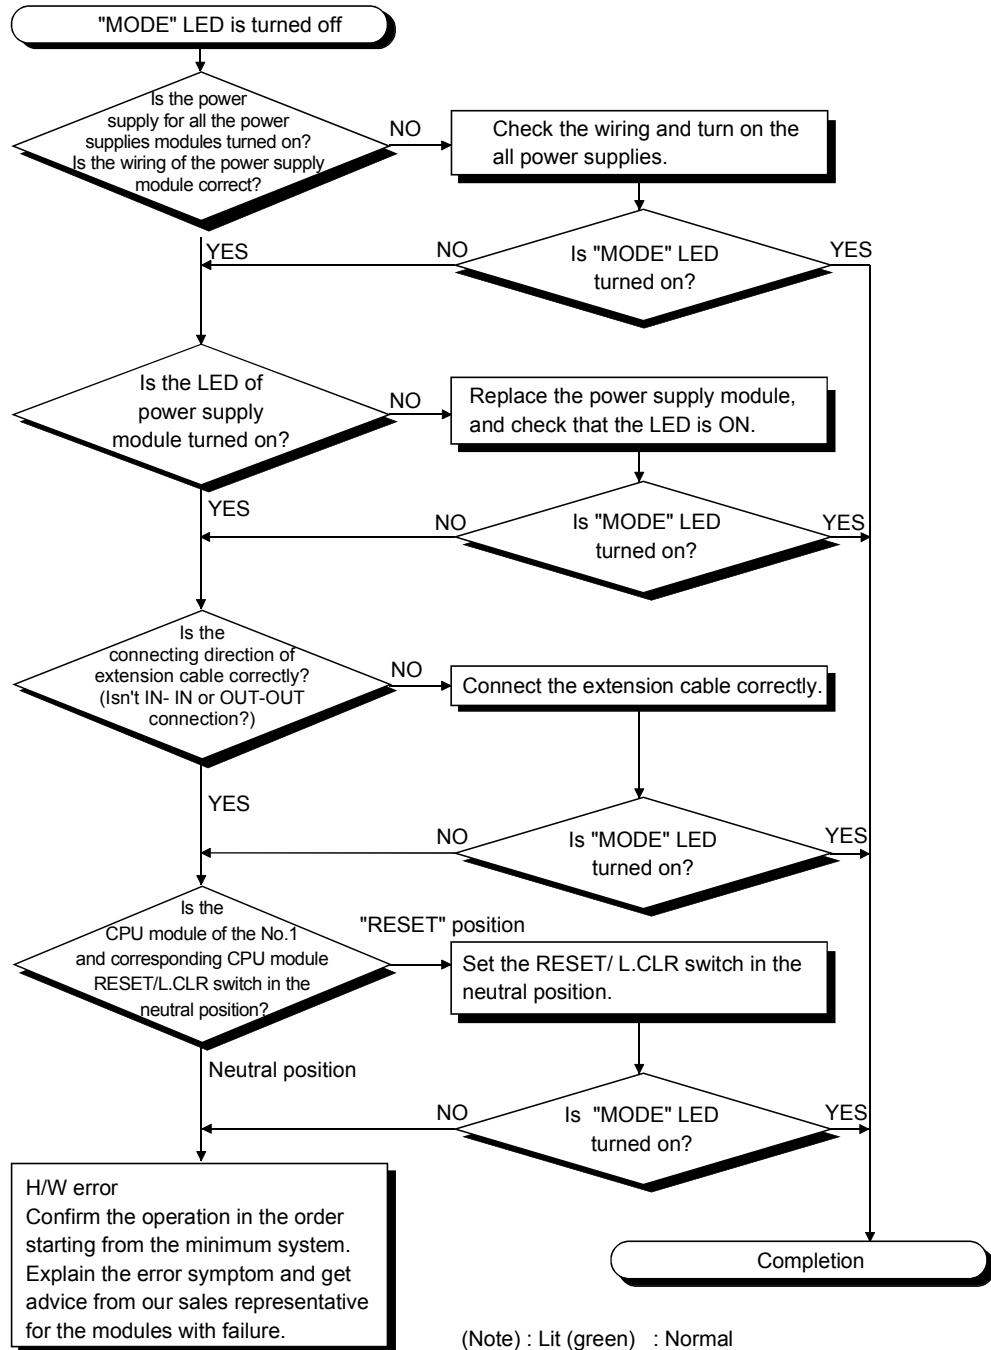 "MODE" LED is turned off
Is the power
supply for all the power
supplies modules turned on?
Is the wiring of the power supply
module correct?
NO
Check the wiring and turn on the
all power supplies.
YES
NO
Is "MODE" LED
turned on?
YES
Is the LED of
power supply
module turned on?
NO
Replace the power supply module,
and check that the LED is ON.
YES
NO
Is "MODE" LED
turned on?
YES
Is the
connecting direction of
extension cable correctly?
(Isn't IN- IN or OUT-OUT
connection?)
NO
Connect the extension cable correctly.
YES
NO
Is "MODE" LED
turned on?
YES
Is the
CPU module of the No.1
and corresponding CPU module
RESET/L.CLR switch in the
neutral position?
"RESET" position
Set the RESET/ L.CLR switch in the
neutral position.
Neutral position
NO
Is "MODE" LED
turned on?
YES
H/W error
Confirm the operation in the order
starting from the minimum system.
Explain the error symptom and get
advice from our sales representative
for the modules with failure.
Completion
(Note) : Lit (green) : Normal